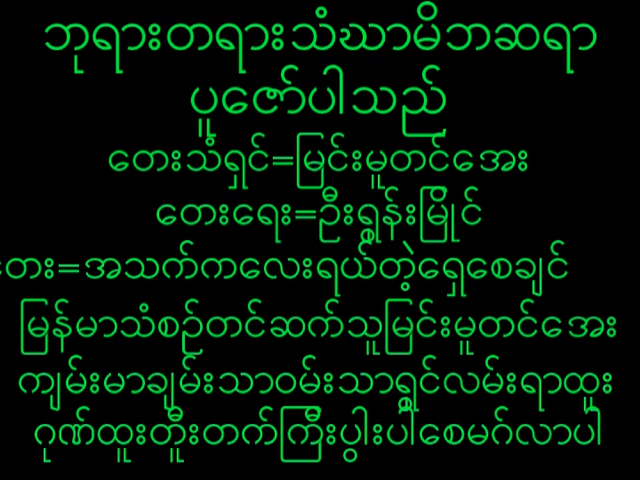 ဘုရားတရားသံဃာမိဘဆရာ
ပူဇော်ပါသည်
တေးသံရှင်=မြင်းမူတင်အေး
တေးရေး=ဦးရွှန်းမြိုင်
တေး=အသက်ကလေးရယ်တဲ့ရှေစေချင်
မြန်မာသံစဉ်တင်ဆက်သူမြင်းမူတင်အေး
ကျမ်းမာချမ်းသာဝမ်းသာရွှင်လမ်းရာထူး
ဂုဏ်ထူးတိူးတက်ကြီးပွါးပါစေမင်္ဂလာပါ